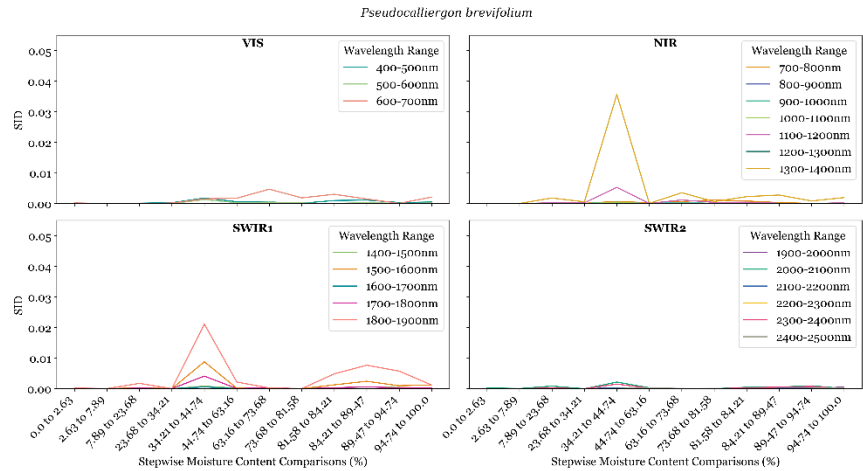 Pseudocalliergon brevifolium
VIS
NIR
SID
0.05
0.04
0.03
0.02
0.01
0.00
Wavelength Range
400-500nm
500-600nm
600-700nm
Wavelength Range
700-800nm
800-900nm
900-1000nm
1000-1100nm
1100-1200nm
1200-1300nm
1300-1400nm
SWIR1
SWIR2
SID
0.05
0.04
0.03
0.02
0.01
0.00
Wavelength Range
1400-1500nm
1500-1600nm
1600-1700nm
1700-1800nm
1800-1900nm
Wavelength Range
1900-2000nm
2000-2100nm
2100-2200nm
2200-2300nm
2300-2400nm
2400-2500nm
0.0 to 2.63
2.63 to 7.89
7.89 to 23.68
23.68 to 34.21
34.21 to 44.74
44.74 to 63.16
63.16 to 73.68
73.68 to 81.58
81.58 to 84.21
84.21 to 89.47
89.47 to 94.74
94.74 to 100.0
0.0 to 2.63
2.63 to 7.89
7.89 to 23.68
23.68 to 34.21
34.21 to 44.74
44.74 to 63.16
63.16 to 73.68
73.68 to 81.58
81.58 to 84.21
84.21 to 89.47
89.47 to 94.74
94.74 to 100.0
Stepwise Moisture Content Comparisons (%)
Stepwise Moisture Content Comparisons (%)